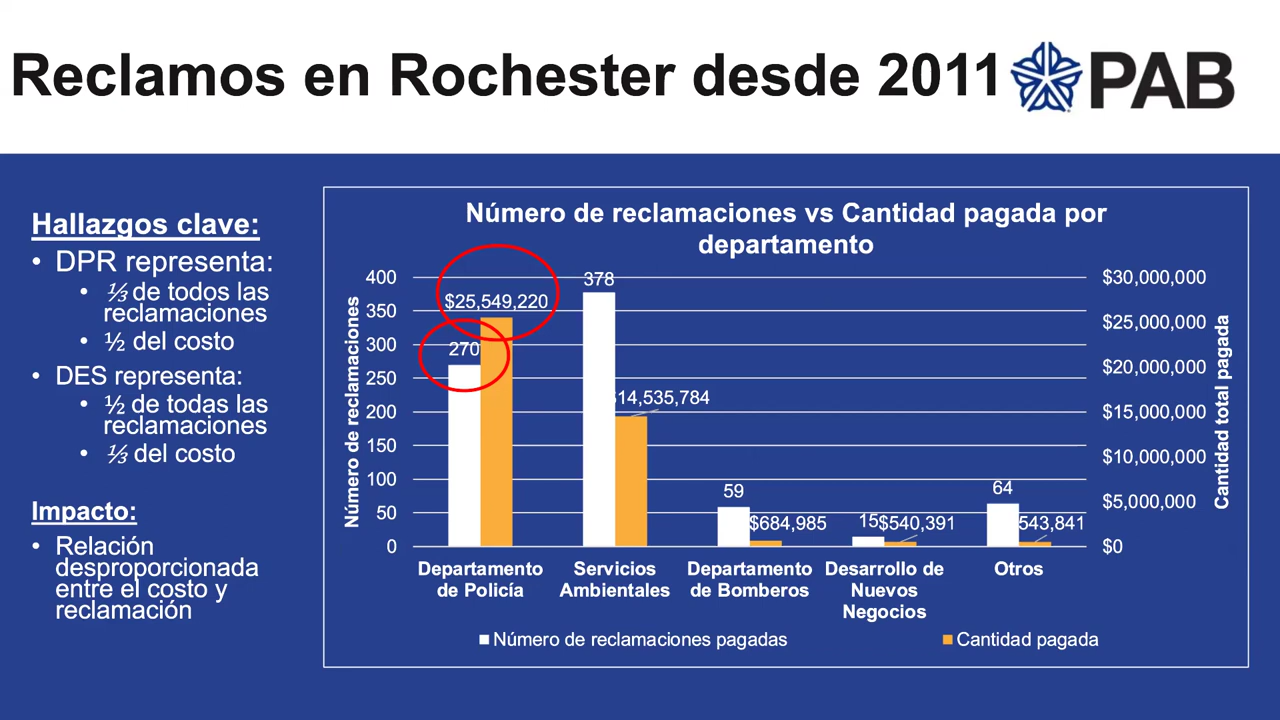 Reclamos en Rochester desde 2011
PAB
Hallazgos clave:
• DPR representa:
• ⅓ de todos las
reclamaciones
• ½ del costo
• DES representa:
• ½ de todas las
reclamaciones
• ⅓ del costo
Impacto:
• Relación
desproporcionada
entre el costo y
reclamación
Número de reclamaciones vs Cantidad pagada por
departamento
Número de reclamaciones
400
350
300
250
200
150
100
50
0
$25,549,220
270
378
14,535,784
59
$684,985
15
$540,391
64
543,841
$30,000,000
$25,000,000
$20,000,000
$15,000,000
$10,000,000
$5,000,000
$0
Cantidad total pagada
Departamento
de Policía
Servicios
Ambientales
Departamento
de Bomberos
Desarrollo de
Nuevos
Negocios
Otros
Número de reclamaciones pagadas
Cantidad pagada